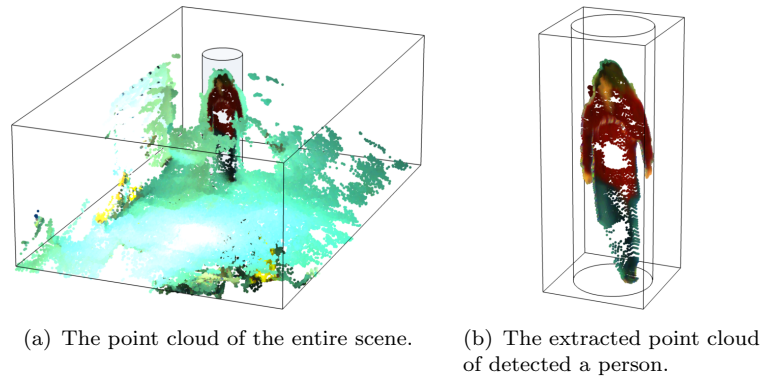 (a) The point cloud of the entire scene.
(b) The extracted point cloud
of detected a person.